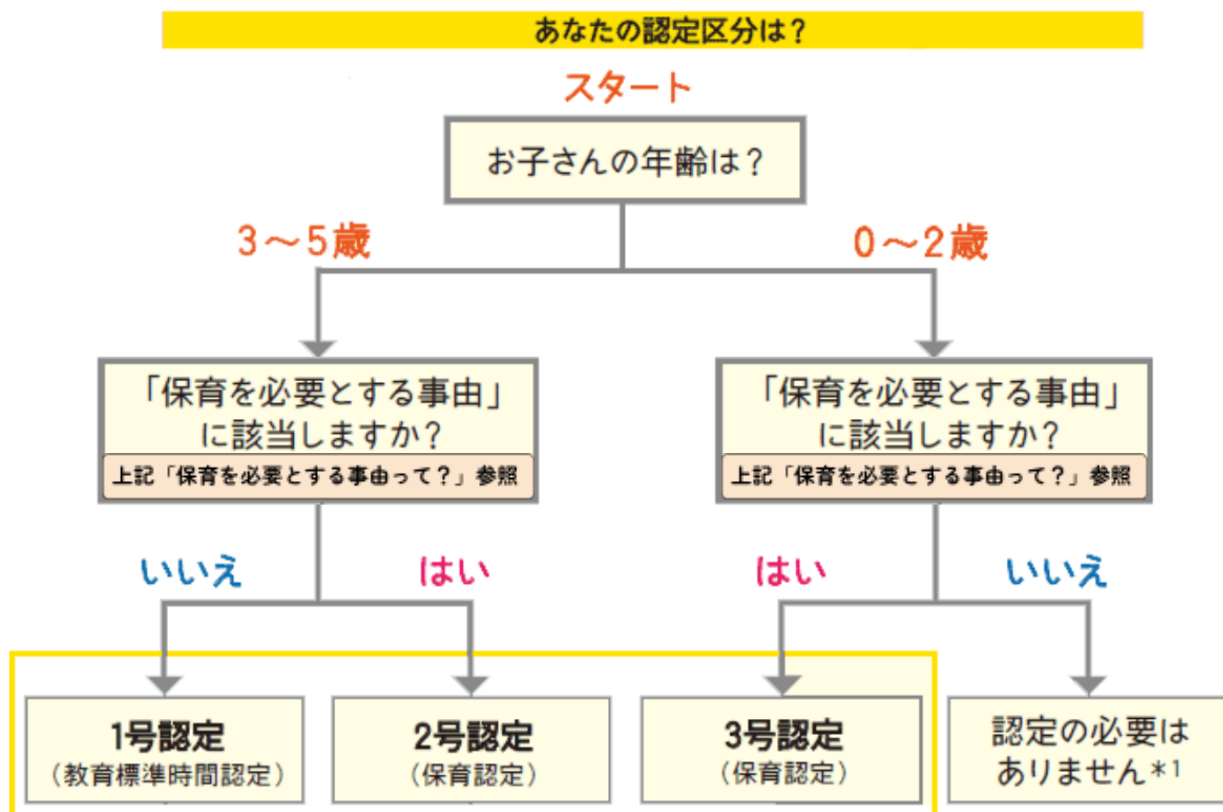 あなたの認定区分は？
スタート
お子さんの年齢は？
3～5歳
0～2歳
「保育を必要とする事由」
に該当しますか？
上記「保育を必要とする事由って？」参照
「保育を必要とする事由」
に該当しますか？
上記「保育を必要とする事由って？」参照
いいえ
はい
はい
いいえ
1号認定
（教育標準時間認定）
2号認定
（保育認定）
3号認定
（保育認定）
認定の必要は
ありません*1